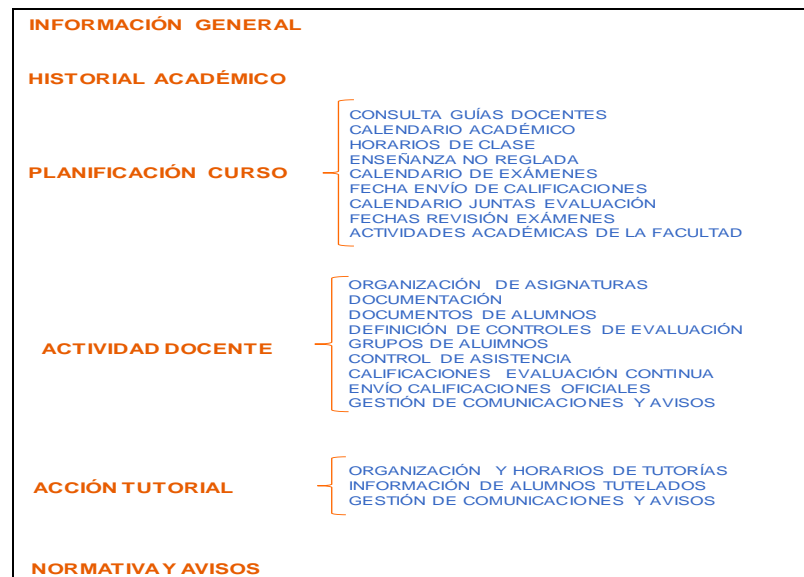 INFORMACIÓN GENERAL
HISTORIAL ACADÉMICO
PLANIFICACIÓN CURSO
CONSULTA GUÍAS DOCENTES
CALENDARIO ACADÉMICO
HORARIOS DE CLASE
ENSEÑANZA NO REGLADA
CALENDARIO DE EXÁMENES
FECHA ENVÍO DE CALIFICACIONES
CALENDARIO JUNTAS EVALUACIÓN
FECHAS REVISIÓN EXÁMENES
ACTIVIDADES ACADÉMICAS DE LA FACULTAD
ACTIVIDAD DOCENTE
ORGANIZACIÓN DE ASIGNATURAS
DOCUMENTACIÓN
DOCUMENTOS DE ALUMNOS
DEFINICIÓN DE CONTROLES DE EVALUACIÓN
GRUPOS DE ALUIMNOS
CONTROL DE ASISTENCIA
CALIFICACIONES EVALUACIÓN CONTINUA
ENVÍO CALIFICACIONES OFICIALES
GESTIÓN DE COMUNICACIONES Y AVISOS
ACCIÓN TUTORIAL
ORGANIZACIÓN Y HORARIOS DE TUTORÍAS
INFORMACIÓN DE ALUMNOS TUTELADOS
GESTIÓN DE COMUNICACIONES Y AVISOS
NORMATIVA Y AVISOS